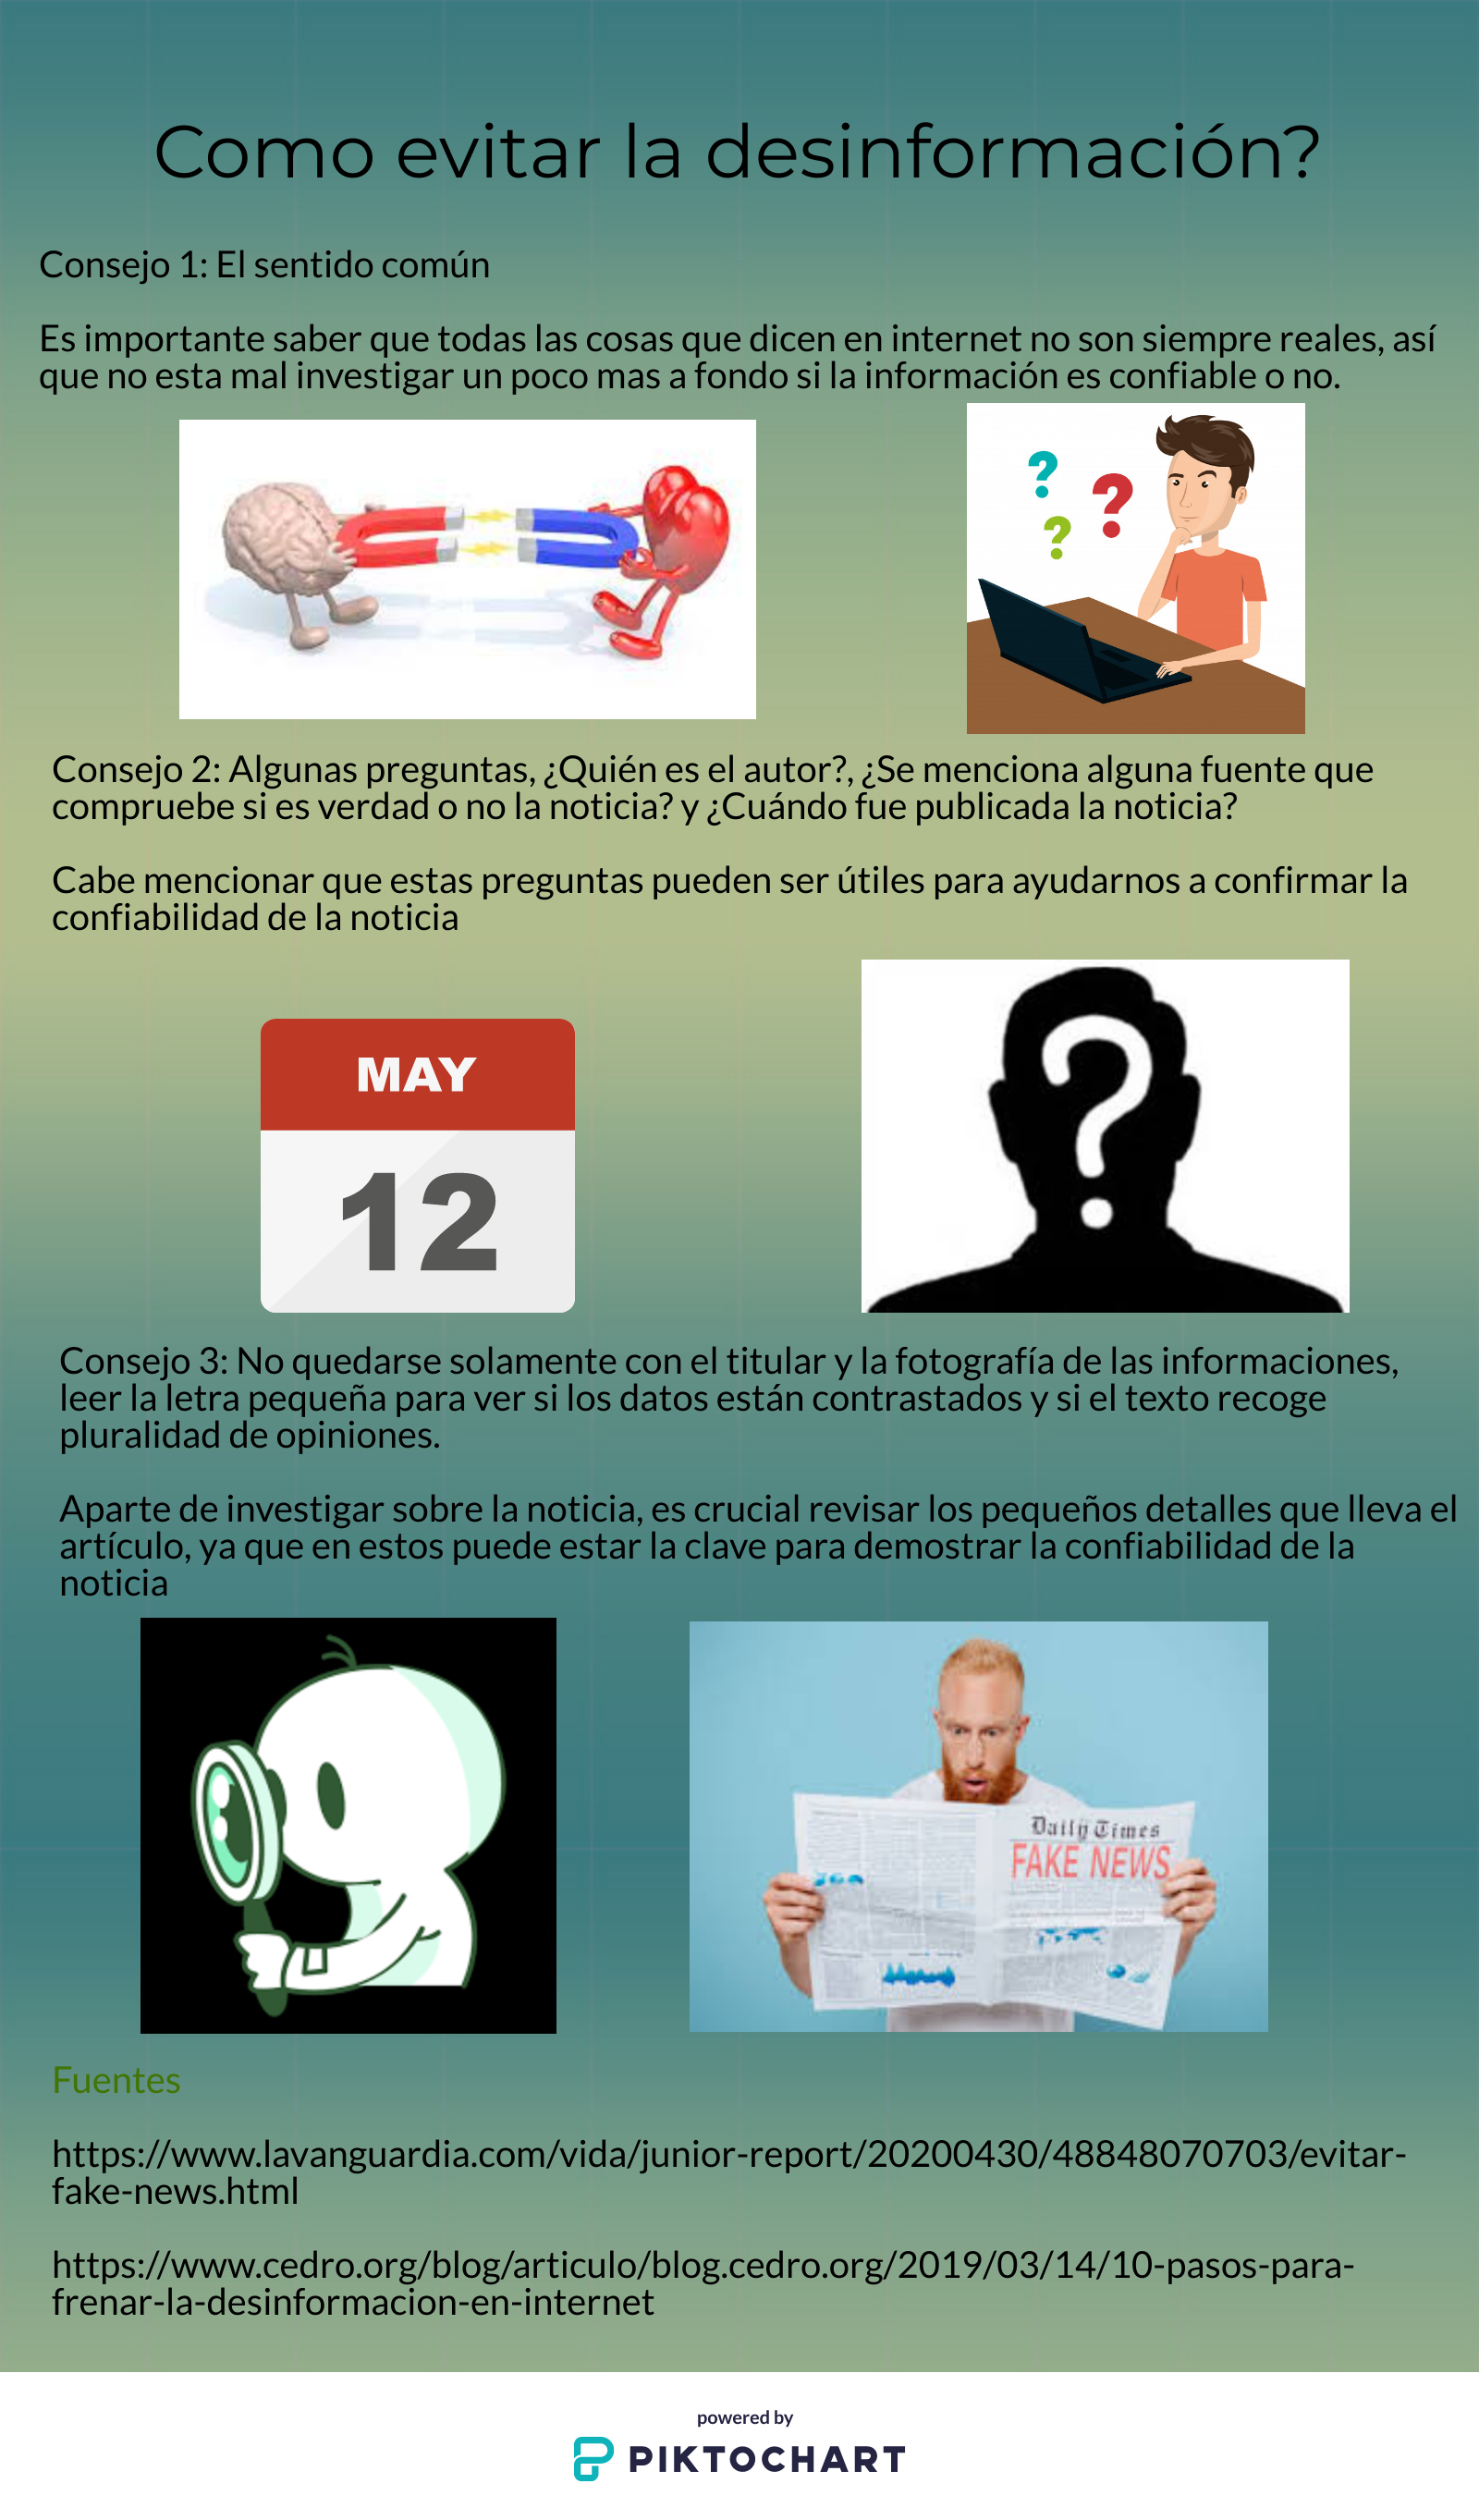 Como evitar la desinformación?
Consejo 1: El sentido común
Es importante saber que todas las cosas que dicen en internet no son siempre reales, así
que no esta mal investigar un poco mas a fondo si la información es confiable o no.
? ? ?
Consejo 2: Algunas preguntas, ¿Quién es el autor?, ¿Se menciona alguna fuente que
compruebe si es verdad o no la noticia? y ¿Cuándo fue publicada la noticia?
Cabe mencionar que estas preguntas pueden ser útiles para ayudarnos a confirmar la
confiabilidad de la noticia
MAY
12
?
Consejo 3: No quedarse solamente con el titular y la fotografía de las informaciones,
leer la letra pequeña para ver si los datos están contrastados y si el texto recoge
pluralidad de opiniones.
Aparte de investigar sobre la noticia, es crucial revisar los pequeños detalles que lleva el
artículo, ya que en estos puede estar la clave para demostrar la confiabilidad de la
noticia
Daily Times
FAKE NEWS
Fuentes
https://www.lavanguardia.com/vida/junior-report/20200430/48848070703/evitar-
fake-news.html
https://www.cedro.org/blog/articulo/blog.cedro.org/2019/03/14/10-pasos-para-
frenar-la-desinformacion-en-internet
powered by
PIKTOCHART